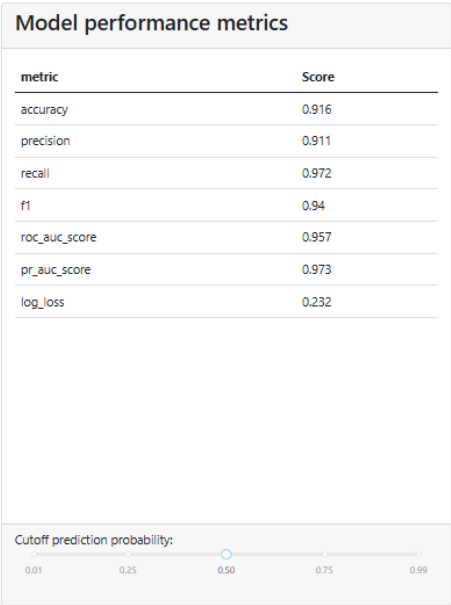 Model performance metrics
metric Score
accuracy 0.916
precision 0.911
recall 0.972
f1 0.94
roc_auc_score 0.957
pr_auc_score 0.973
log_loss 0.232
Cutoff prediction probability:
0.01 0.25 0.50 0.75 0.99